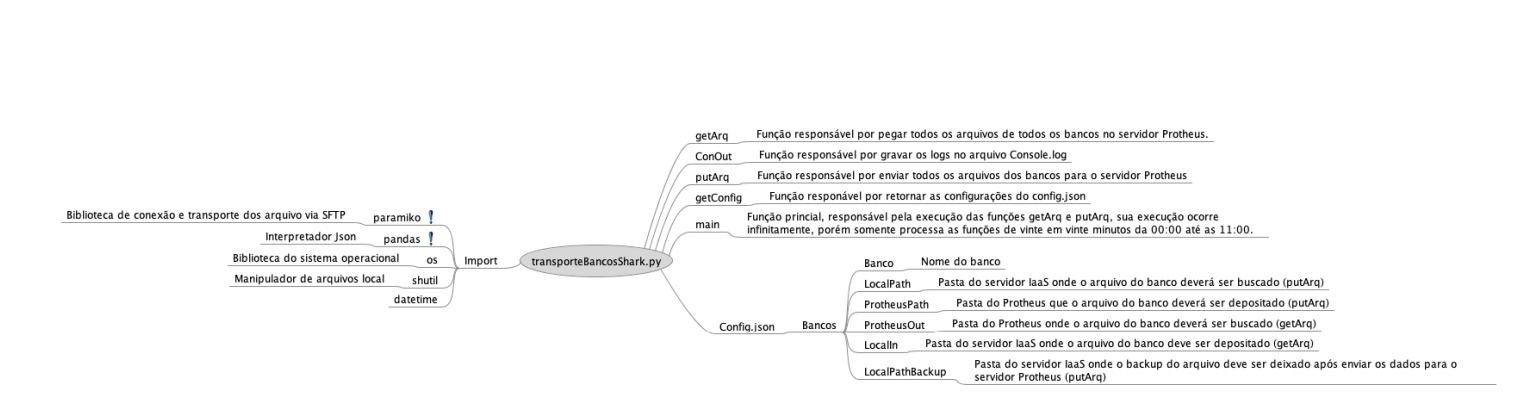 getArq
Função responsável por pegar todos os arquivos de todos os bancos no servidor Protheus.
ConOut
Função responsável por gravar os logs no arquivo Console.log
putArq
Função responsável por enviar todos os arquivos dos bancos para o servidor Protheus
getConfig
Função responável por retornar as configurações do config.json
main
Função princial, responsável pela execução das funções getArq e putArq, sua execução ocorre
infinitamente, porém somente processa as funções de vinte em vinte minutos da 00:00 até as 11:00.
Biblioteca de conexão e transporte dos arquivo via SFTP
paramiko
Interpretador Json
pandas
Biblioteca do sistema operacional
os
Manipulador de arquivos local
shutil
datetime
Import
transporteBancosShark.py
Config.json
Bancos
Banco
Nome do banco
LocalPath
Pasta do servidor IaaS onde o arquivo do banco deverá ser buscado (putArq)
ProtheusPath
Pasta do Protheus que o arquivo do banco deverá ser depositado (putArq)
ProtheusOut
Pasta do Protheus onde o arquivo do banco deverá ser buscado (getArq)
LocalIn
Pasta do servidor IaaS onde o arquivo do banco deve ser depositado (getArq)
LocalPathBackup
Pasta do servidor IaaS onde o backup do arquivo deve ser deixado após enviar os dados para o
servidor Protheus (putArq)